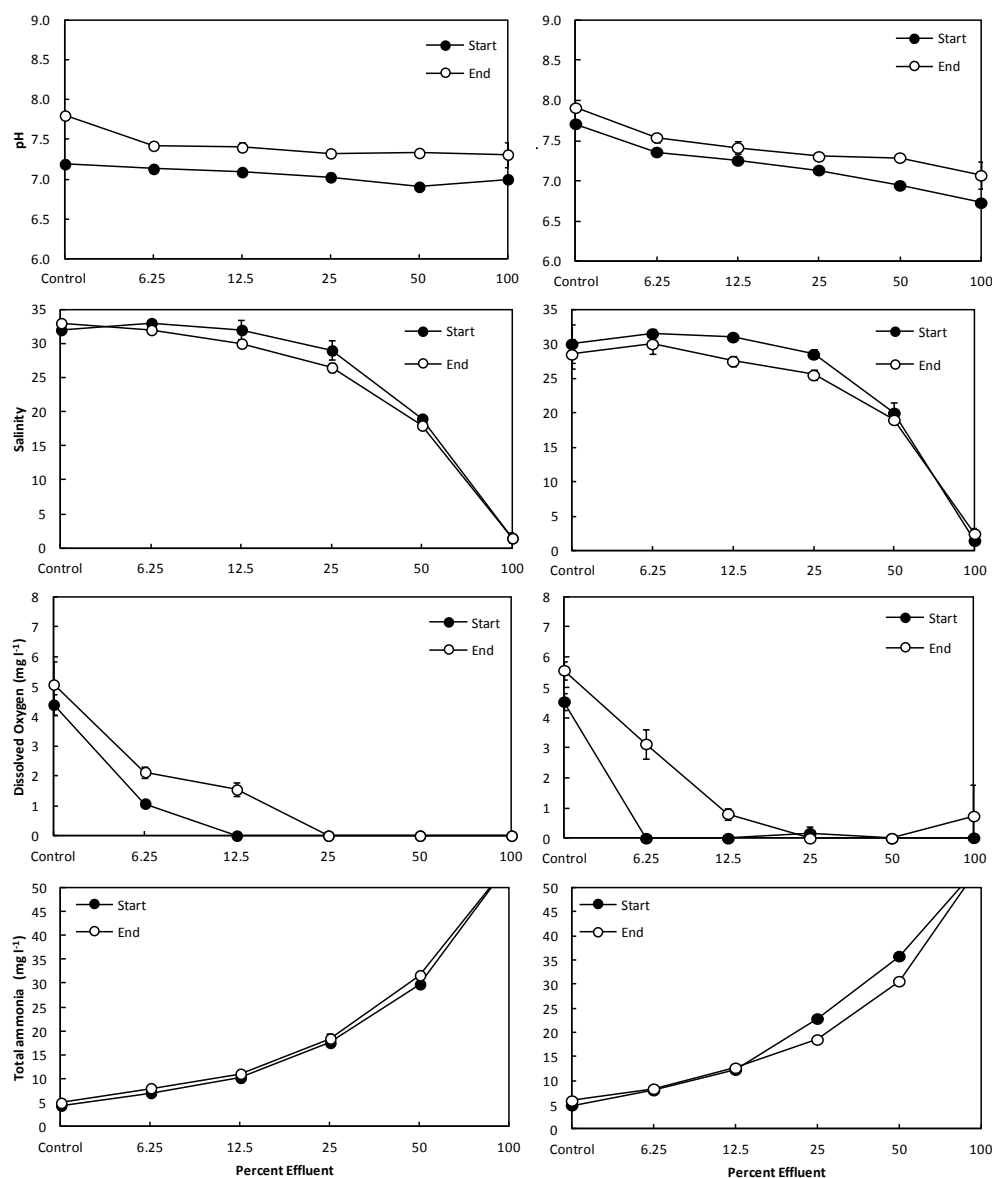 9.0
8.5
8.0
7.5
7.0
6.5
6.0
pH
Start
End
Control 6.25 12.5 25 50 100
9.0
8.5
8.0
7.5
7.0
6.5
6.0
Start
End
Control 6.25 12.5 25 50 100
35
30
25
20
15
10
5
0
Salinity
Start
End
Control 6.25 12.5 25 50 100
35
30
25
20
15
10
5
0
Start
End
Control 6.25 12.5 25 50 100
8
7
6
5
4
3
2
1
0
Dissolved Oxygen (mg l-1)
Start
End
Control 6.25 12.5 25 50 100
8
7
6
5
4
3
2
1
0
Start
End
Control 6.25 12.5 25 50 100
50
45
40
35
30
25
20
15
10
5
0
Total ammonia (mg l-1)
Start
End
Control 6.25 12.5 25 50 100
Percent Effluent
50
45
40
35
30
25
20
15
10
5
0
Start
End
Control 6.25 12.5 25 50 100
Percent Effluent